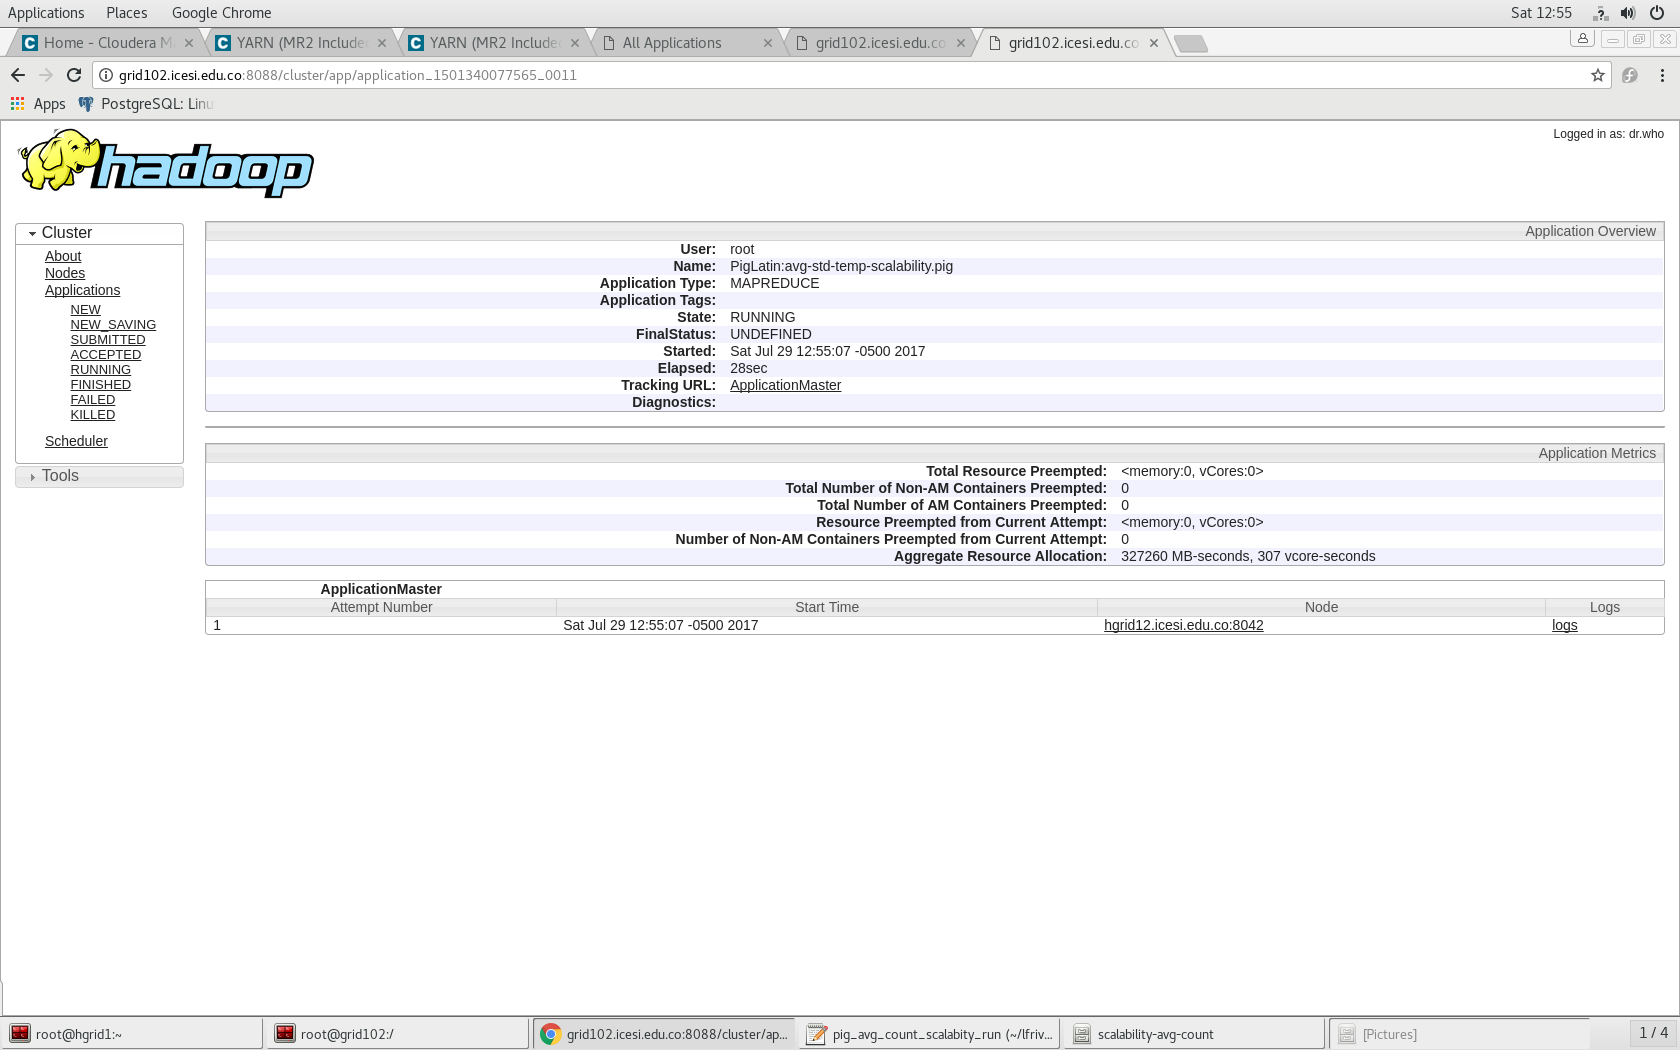 Applications Places Google Chrome Sat 12:55
Home - Cloudera M YARN (MR2 Include YARN (MR2 Include All Applications grid102.icesi.edu.co grid102.icesi.edu.co
grid102.icesi.edu.co:8088/cluster/app/application_1501340077565_0011
Apps PostgreSQL: Linu
Logged in as: dr.who
hadoop
Cluster
About
Nodes
Applications
NEW
NEW_SAVING
SUBMITTED
ACCEPTED
RUNNING
FINISHED
FAILED
KILLED
Scheduler
Tools
Application Overview
User: root
Name: PigLatin:avg-std-temp-scalability.pig
Application Type: MAPREDUCE
Application Tags:
State: RUNNING
FinalStatus: UNDEFINED
Started: Sat Jul 29 12:55:07 -0500 2017
Elapsed: 28sec
Tracking URL: ApplicationMaster
Diagnostics:
Application Metrics
Total Resource Preempted: <memory:0, vCores:0>
Total Number of Non-AM Containers Preempted: 0
Total Number of AM Containers Preempted: 0
Resource Preempted from Current Attempt: <memory:0, vCores:0>
Number of Non-AM Containers Preempted from Current Attempt: 0
Aggregate Resource Allocation: 327260 MB-seconds, 307 vcore-seconds
ApplicationMaster
Attempt Number Start Time Node Logs
1 Sat Jul 29 12:55:07 -0500 2017 hgrid12.icesi.edu.co:8042 logs
root@hgrid1:~ root@grid102:/ grid102.icesi.edu.co:8088/cluster/ap... pig_avg_count_scalabity_run (~/lfriv... scalability-avg-count [Pictures] 1 / 4